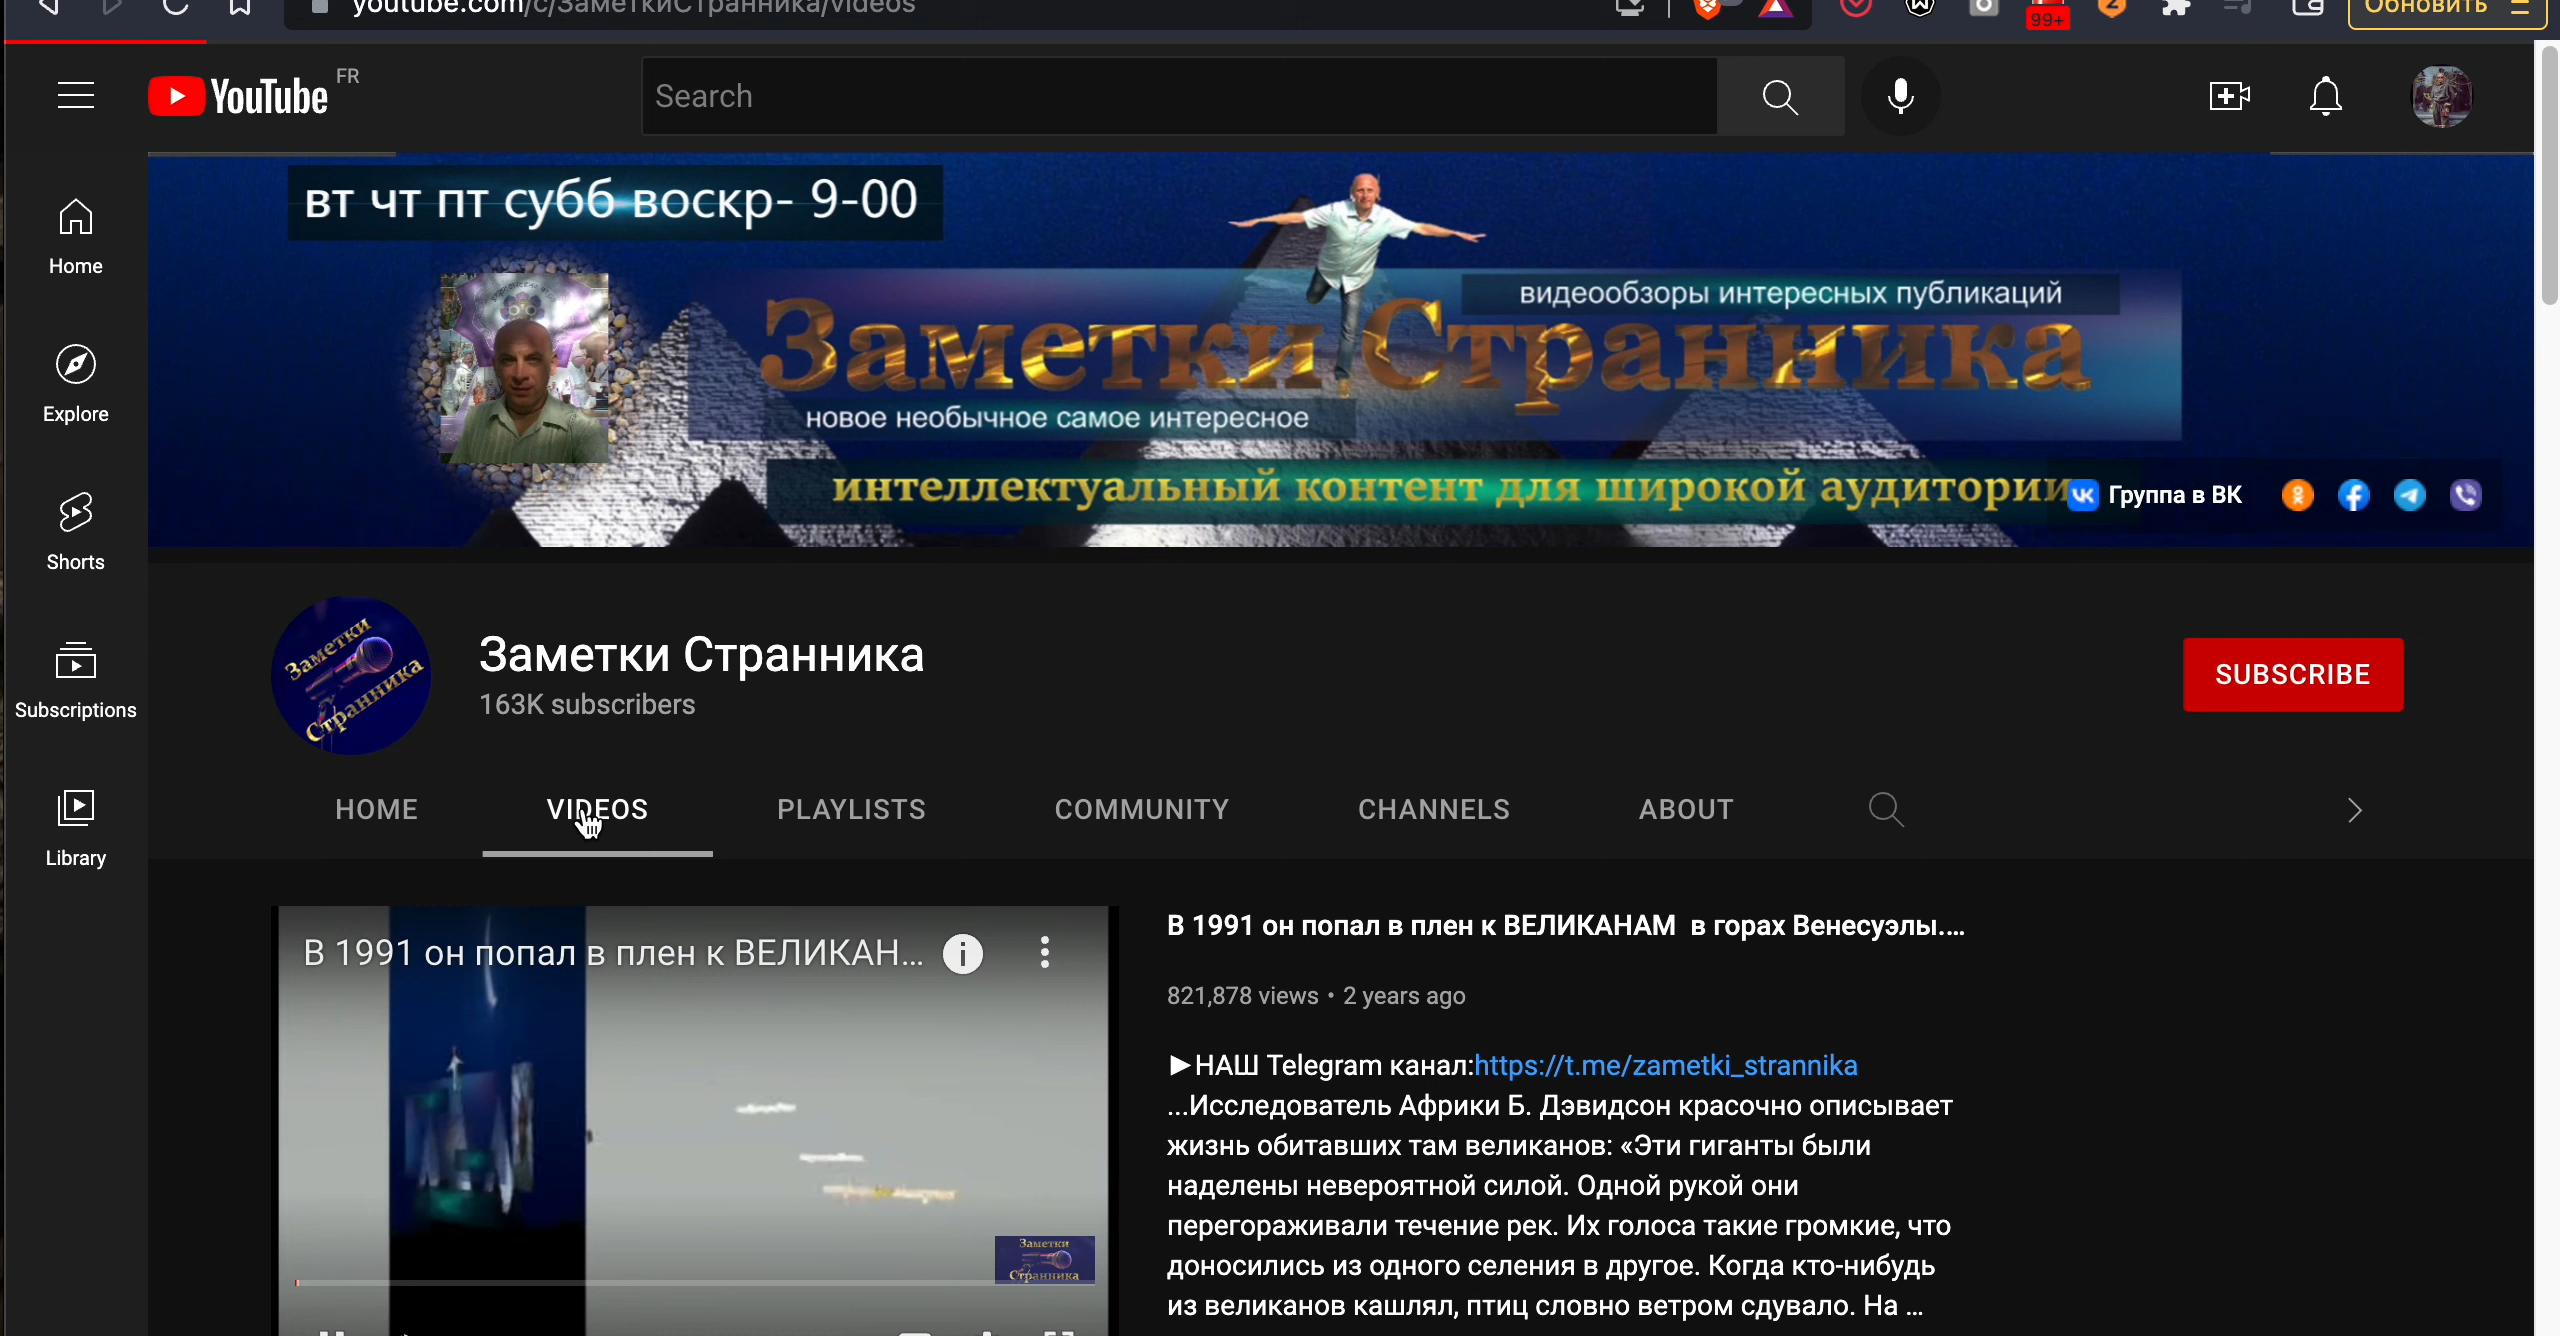 youtube.com/c/ЗаметкиСтранника/videos
99+
Обновить
YouTube FR
Search
Home
Explore
Shorts
Subscriptions
Library
вт чт пт субб воскр- 9-00
видеообзоры интересных публикаций
Заметки Странника
новое необычное самое интересное
интеллектуальный контент для широкой аудитории
Группа в ВК
Заметки
Странника
Заметки Странника
163K subscribers
SUBSCRIBE
HOME
VIDEOS
PLAYLISTS
COMMUNITY
CHANNELS
ABOUT
В 1991 он попал в плен к ВЕЛИКАН...
Заметки
Странника
В 1991 он попал в плен к ВЕЛИКАНАМ в горах Венесуэлы....
821,878 views • 2 years ago
►НАШ Telegram канал:https://t.me/zametki_strannika
...Исследователь Африки Б. Дэвидсон красочно описывает
жизнь обитавших там великанов: «Эти гиганты были
наделены невероятной силой. Одной рукой они
перегораживали течение рек. Их голоса такие громкие, что
доносились из одного селения в другое. Когда кто-нибудь
из великанов кашлял, птиц словно ветром сдувало. На ...